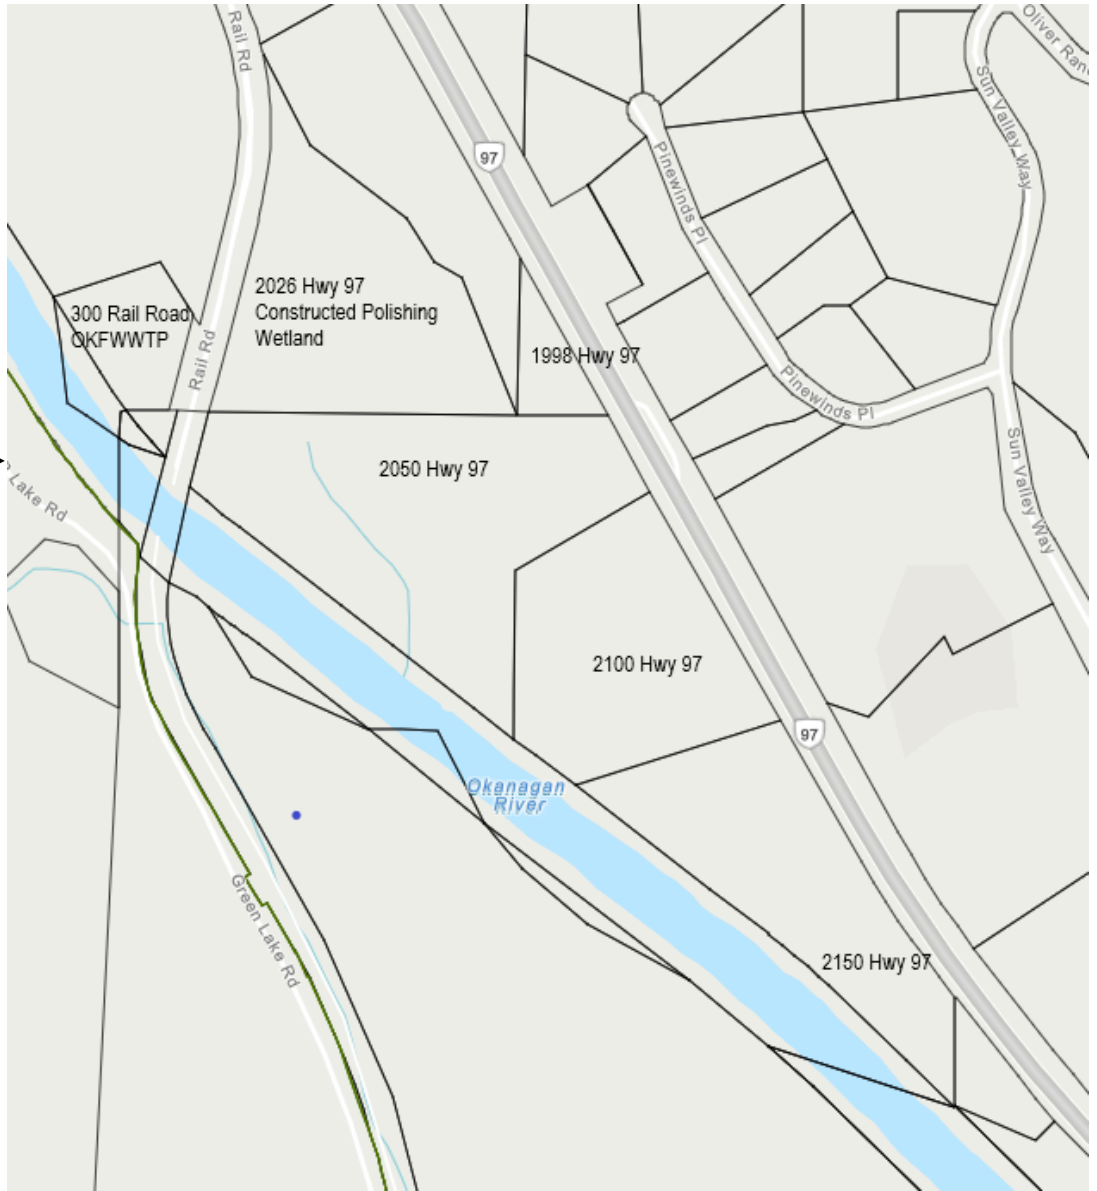 Rail Rd
Oliver Ran
Sun Valley Way
97
Pinewinds Pl
2026 Hwy 97
Constructed Polishing
Wetland
300 Rail Road
OKFWWTP
Rail Rd
1998 Hwy 97
Pinewinds Pl
2050 Hwy 97
Lake Rd
Sun Valley Way
2100 Hwy 97
97
Okanagan
River
Green Lake Rd
2150 Hwy 97